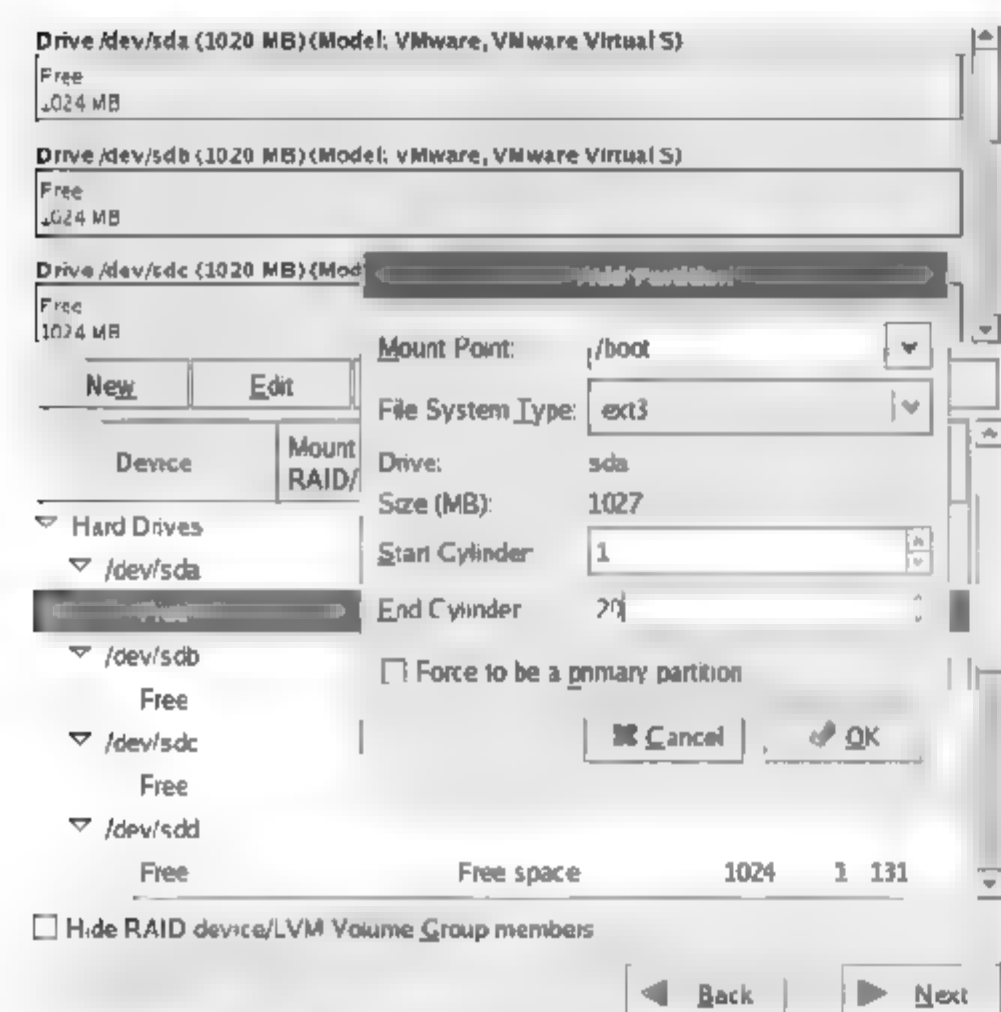 Drive /dev/sda (1020 MB) (Model: VMware, VMware Virtual S)
Free
1024 MB
Drive /dev/sdb (1020 MB) (Model: VMware, VMware Virtual S)
Free
1024 MB
Drive /dev/sdc (1020 MB) (Mod
Free
1024 MB
Add Partition
Mount Point: /boot
New Edit
File System Type: ext3
Device Mount RAID/
Drive: sda
Size (MB): 1027
Hard Drives
Start Cylinder 1
/dev/sda
End Cylinder 20
/dev/sdb
Force to be a primary partition
Free
/dev/sdc
Cancel OK
Free
/dev/sdd
Free Free space 1024 1 131
Hide RAID device/LVM Volume Group members
Back Next